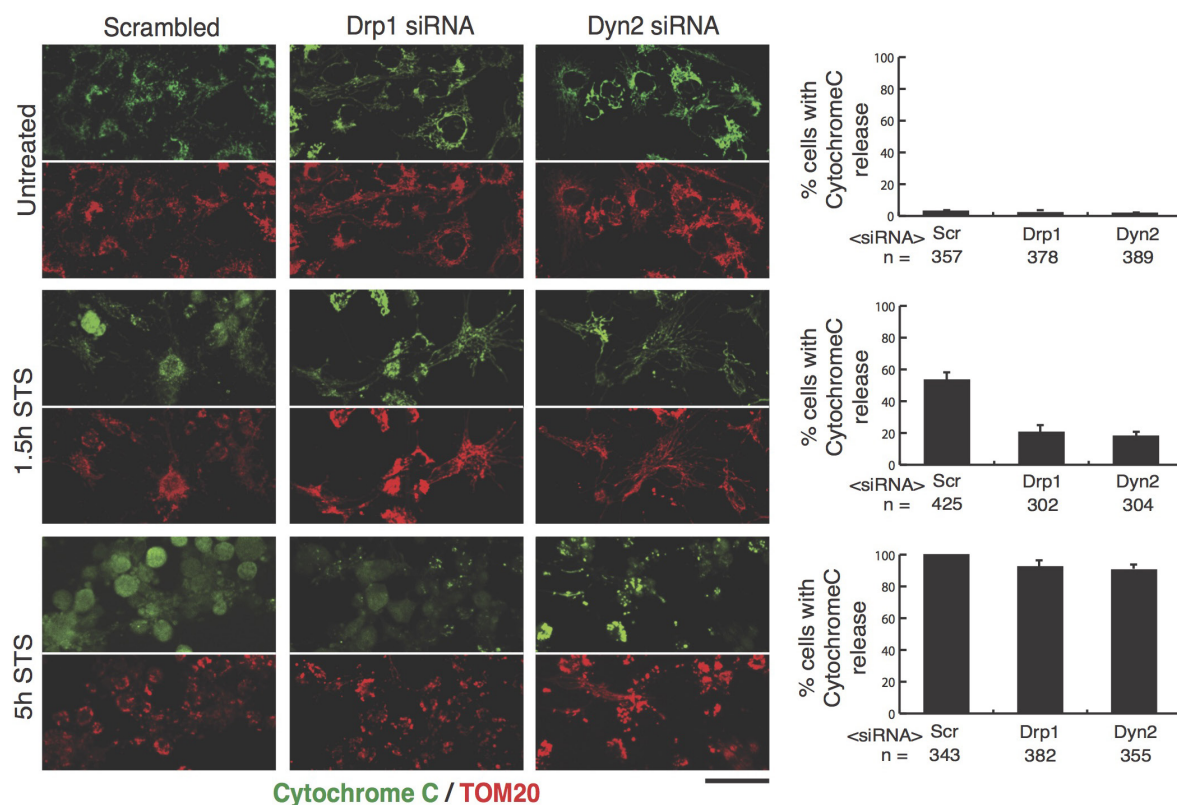 Scrambled
Drp1 siRNA
Dyn2 siRNA
Untreated
1.5h STS
5h STS
Cytochrome C / TOM20
% cells with
CytochromeC
release
100
80
60
40
20
0
<siRNA> Scr Drp1 Dyn2
n = 357 378 389
% cells with
CytochromeC
release
100
80
60
40
20
0
<siRNA> Scr Drp1 Dyn2
n = 425 302 304
% cells with
CytochromeC
release
100
80
60
40
20
0
<siRNA> Scr Drp1 Dyn2
n = 343 382 355